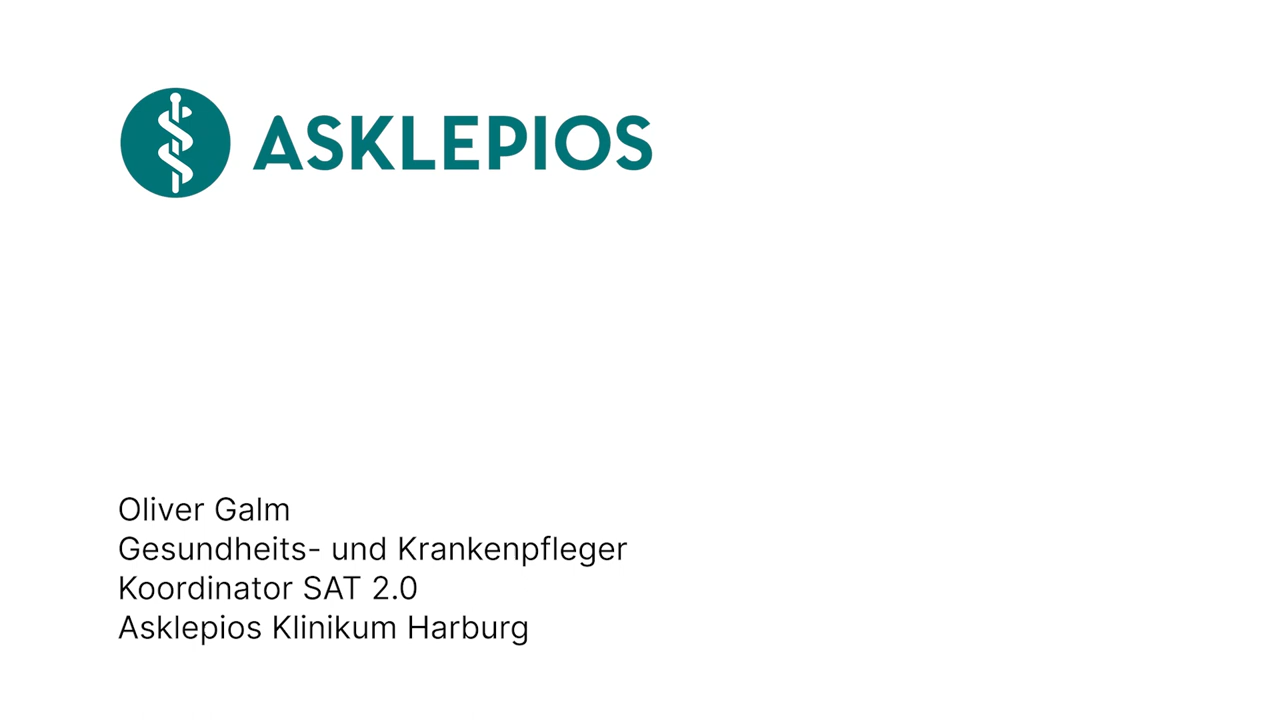 ASKLEPIOS
Oliver Galm
Gesundheits- und Krankenpfleger
Koordinator SAT 2.0
Asklepios Klinikum Harburg